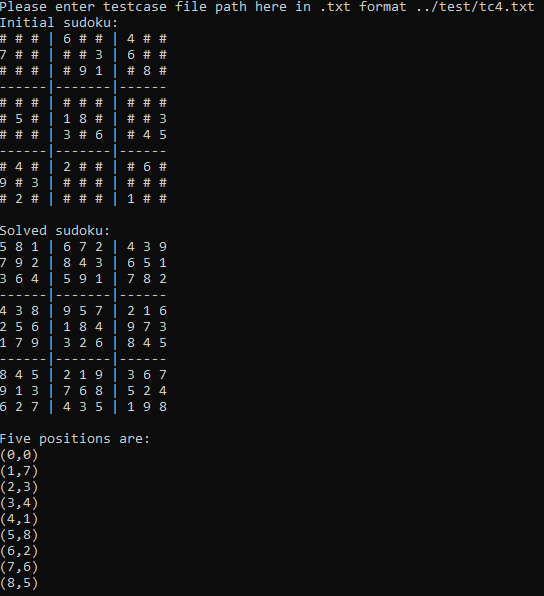 Please enter testcase file path here in .txt format ../test/tc4.txt
Initial sudoku:
# # # | 6 # # | 4 # #
7 # # | # # 3 | 6 # #
# # # | # 9 1 | # 8 #
------|-------|------
# # # | # # # | # # #
# 5 # | 1 8 # | # # 3
# # # | 3 # 6 | # 4 5
------|-------|------
# 4 # | 2 # # | # 6 #
9 # 3 | # # # | # # #
# 2 # | # # # | 1 # #

Solved sudoku:
5 8 1 | 6 7 2 | 4 3 9
7 9 2 | 8 4 3 | 6 5 1
3 6 4 | 5 9 1 | 7 8 2
------|-------|------
4 3 8 | 9 5 7 | 2 1 6
2 5 6 | 1 8 4 | 9 7 3
1 7 9 | 3 2 6 | 8 4 5
------|-------|------
8 4 5 | 2 1 9 | 3 6 7
9 1 3 | 7 6 8 | 5 2 4
6 2 7 | 4 3 5 | 1 9 8

Five positions are:
(0,0)
(1,7)
(2,3)
(3,4)
(4,1)
(5,8)
(6,2)
(7,6)
(8,5)